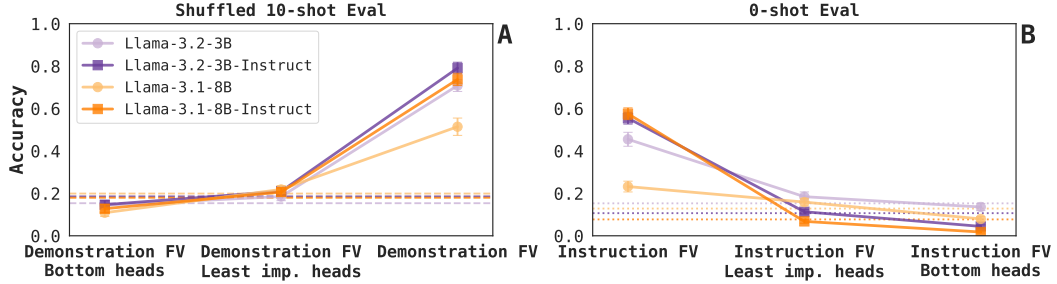 Shuffled 10-shot Eval
A
Accuracy
1.0
0.8
0.6
0.4
0.2
0.0
Llama-3.2-3B
Llama-3.2-3B-Instruct
Llama-3.1-8B
Llama-3.1-8B-Instruct
Demonstration FV
Bottom heads
Demonstration FV
Least imp. heads
Demonstration FV
0-shot Eval
B
1.0
0.8
0.6
0.4
0.2
0.0
Instruction FV
Instruction FV
Least imp. heads
Instruction FV
Bottom heads